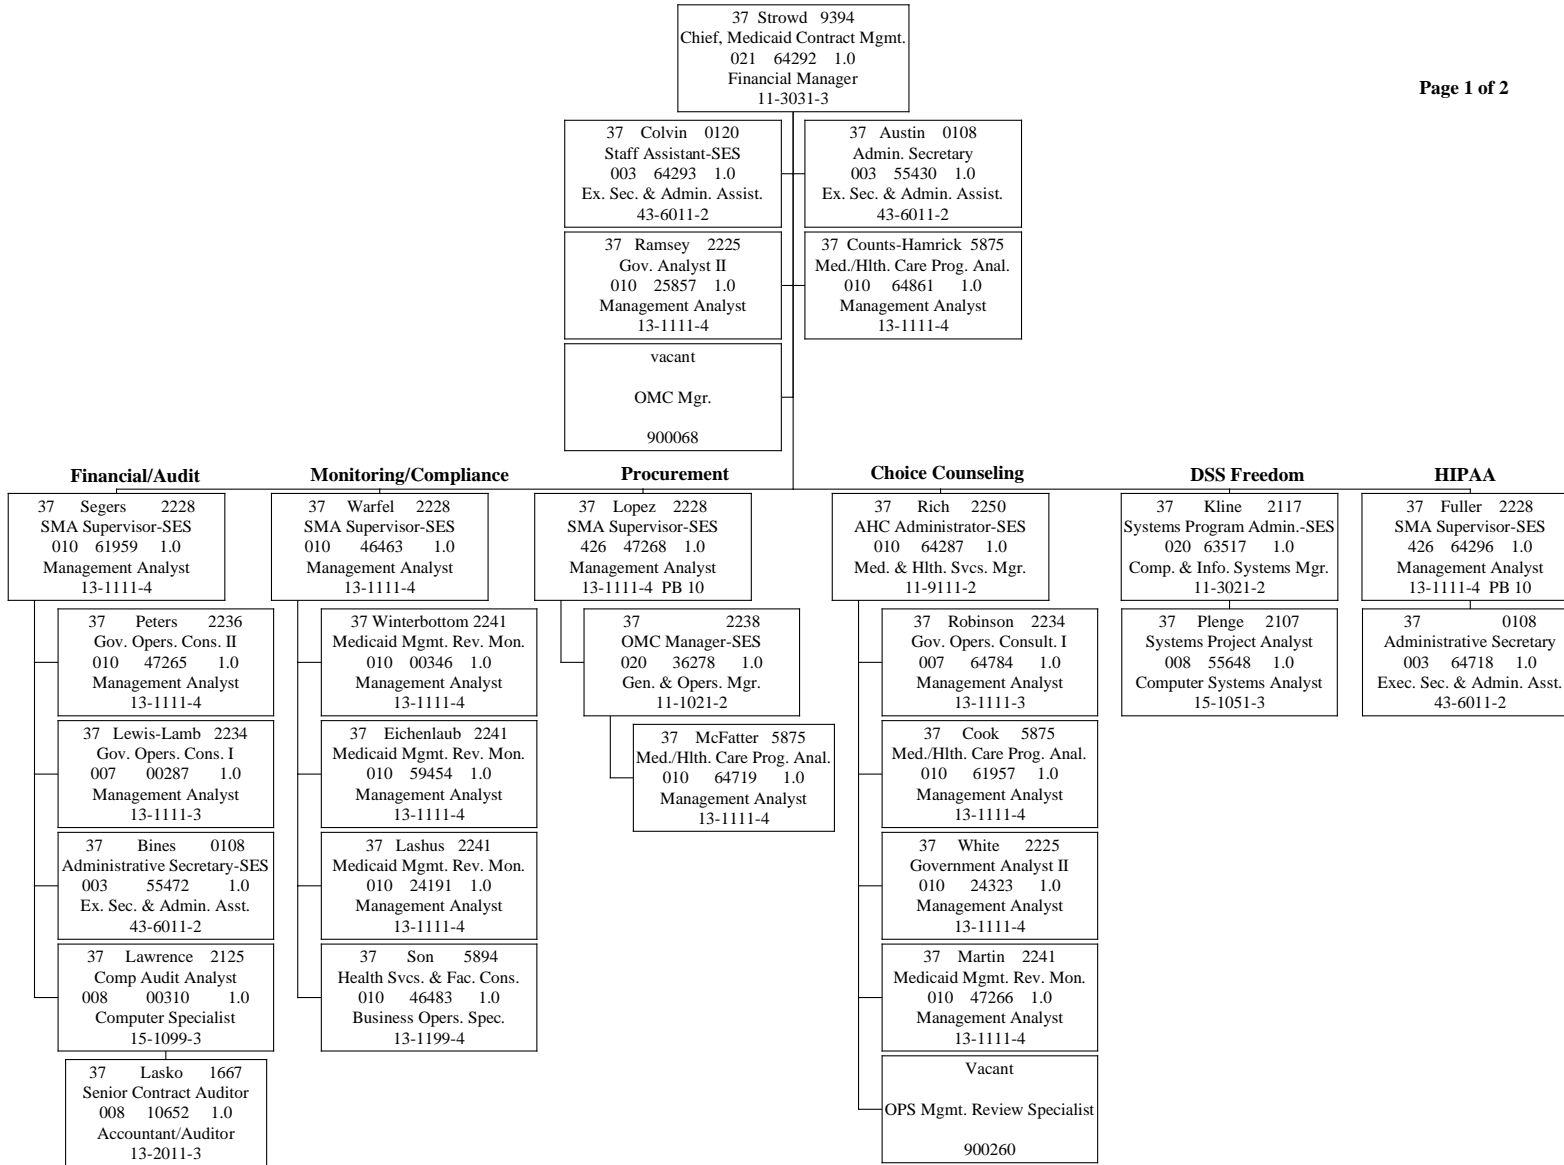 37 Strowd 9394
Chief, Medicaid Contract Mgmt.
021 64292 1.0
Financial Manager
11-3031-3
Page 1 of 2
37 Colvin 0120
Staff Assistant-SES
003 64293 1.0
Ex. Sec. & Admin. Assist.
43-6011-2
37 Austin 0108
Admin. Secretary
003 55430 1.0
Ex. Sec. & Admin. Assist.
43-6011-2
37 Ramsey 2225
Gov. Analyst II
010 25857 1.0
Management Analyst
13-1111-4
37 Counts-Hamrick 5875
Med./Hlth. Care Prog. Anal.
010 64861 1.0
Management Analyst
13-1111-4
vacant
OMC Mgr.
900068
Financial/Audit
37 Segers 2228
SMA Supervisor-SES
010 61959 1.0
Management Analyst
13-1111-4
37 Peters 2236
Gov. Opers. Cons. II
010 47265 1.0
Management Analyst
13-1111-4
37 Lewis-Lamb 2234
Gov. Opers. Cons. I
007 00287 1.0
Management Analyst
13-1111-3
37 Bines 0108
Administrative Secretary-SES
003 55472 1.0
Ex. Sec. & Admin. Asst.
43-6011-2
37 Lawrence 2125
Comp Audit Analyst
008 00310 1.0
Computer Specialist
15-1099-3
37 Lasko 1667
Senior Contract Auditor
008 10652 1.0
Accountant/Auditor
13-2011-3
Monitoring/Compliance
37 Warfel 2228
SMA Supervisor-SES
010 46463 1.0
Management Analyst
13-1111-4
37 Winterbottom 2241
Medicaid Mgmt. Rev. Mon.
010 00346 1.0
Management Analyst
13-1111-4
37 Eichenlaub 2241
Medicaid Mgmt. Rev. Mon.
010 59454 1.0
Management Analyst
13-1111-4
37 Lashus 2241
Medicaid Mgmt. Rev. Mon.
010 24191 1.0
Management Analyst
13-1111-4
37 Son 5894
Health Svcs. & Fac. Cons.
010 46483 1.0
Business Opers. Spec.
13-1199-4
Procurement
37 Lopez 2228
SMA Supervisor-SES
426 47268 1.0
Management Analyst
13-1111-4 PB 10
37 2238
OMC Manager-SES
020 36278 1.0
Gen. & Opers. Mgr.
11-1021-2
37 McFatter 5875
Med./Hlth. Care Prog. Anal.
010 64719 1.0
Management Analyst
13-1111-4
Choice Counseling
37 Rich 2250
AHC Administrator-SES
010 64287 1.0
Med. & Hlth. Svcs. Mgr.
11-9111-2
37 Robinson 2234
Gov. Opers. Consult. I
007 64784 1.0
Management Analyst
13-1111-3
37 Cook 5875
Med./Hlth. Care Prog. Anal.
010 61957 1.0
Management Analyst
13-1111-4
37 White 2225
Government Analyst II
010 24323 1.0
Management Analyst
13-1111-4
37 Martin 2241
Medicaid Mgmt. Rev. Mon.
010 47266 1.0
Management Analyst
13-1111-4
Vacant
OPS Mgmt. Review Specialist
900260
DSS Freedom
37 Kline 2117
Systems Program Admin.-SES
020 63517 1.0
Comp. & Info. Systems Mgr.
11-3021-2
37 Plenge 2107
Systems Project Analyst
008 55648 1.0
Computer Systems Analyst
15-1051-3
HIPAA
37 Fuller 2228
SMA Supervisor-SES
426 64296 1.0
Management Analyst
13-1111-4 PB 10
37 0108
Administrative Secretary
003 64718 1.0
Exec. Sec. & Admin. Asst.
43-6011-2